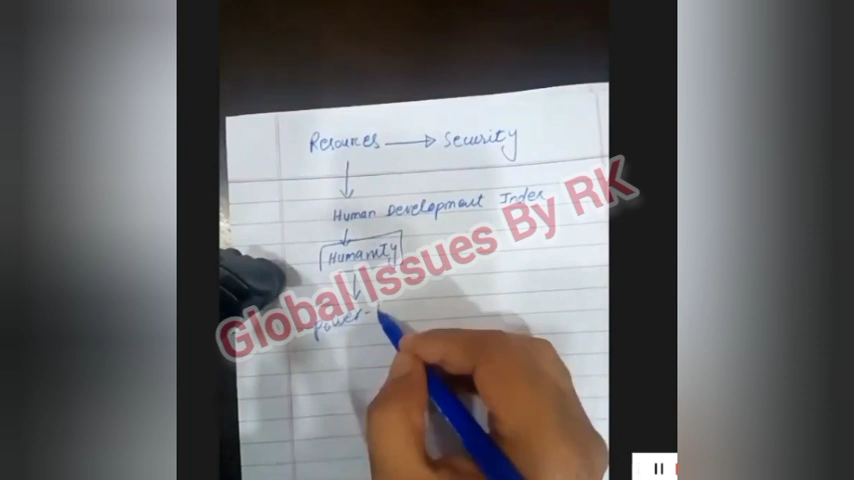 Resources → Security
Human Development Index
Humanity
Power-
Global Issues By RK